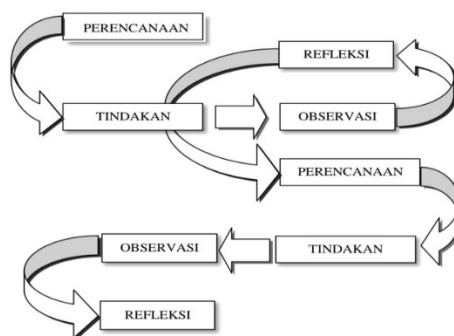 PERENCANAAN
REFLEKSI
TINDAKAN
OBSERVASI
PERENCANAAN
OBSERVASI
TINDAKAN
REFLEKSI